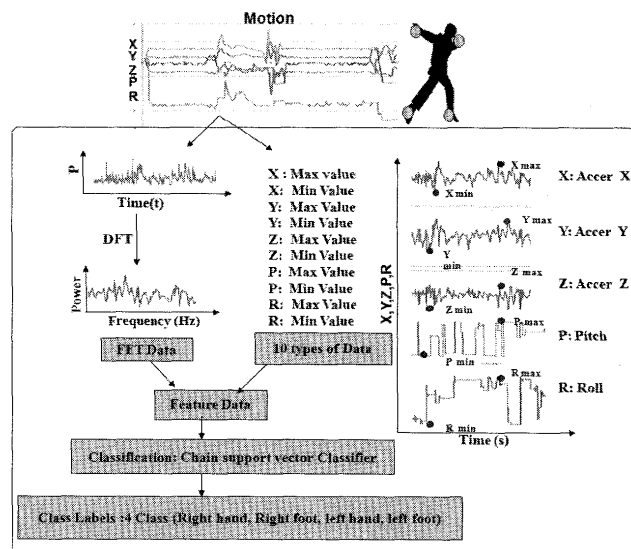 Motion
X
Y
Z
P
R
P
Time(t)
DFT
Power
Frequency (Hz)
X : Max value
X: Min Value
Y: Max Value
Y: Min Value
Z: Max Value
Z: Min Value
P: Max Value
P: Min Value
R: Max Value
R: Min Value
X,Y,Z,P,R
X max
X min
X: Accer X
Y max
Y min
Y: Accer Y
Z max
Z min
Z: Accer Z
P max
P min
P: Pitch
R max
R min
R: Roll
Time (s)
FFT Data
10 types of Data
Feature Data
Classification: Chain support vector Classifier
Class Labels :4 Class (Right hand, Right foot, left hand, left foot)